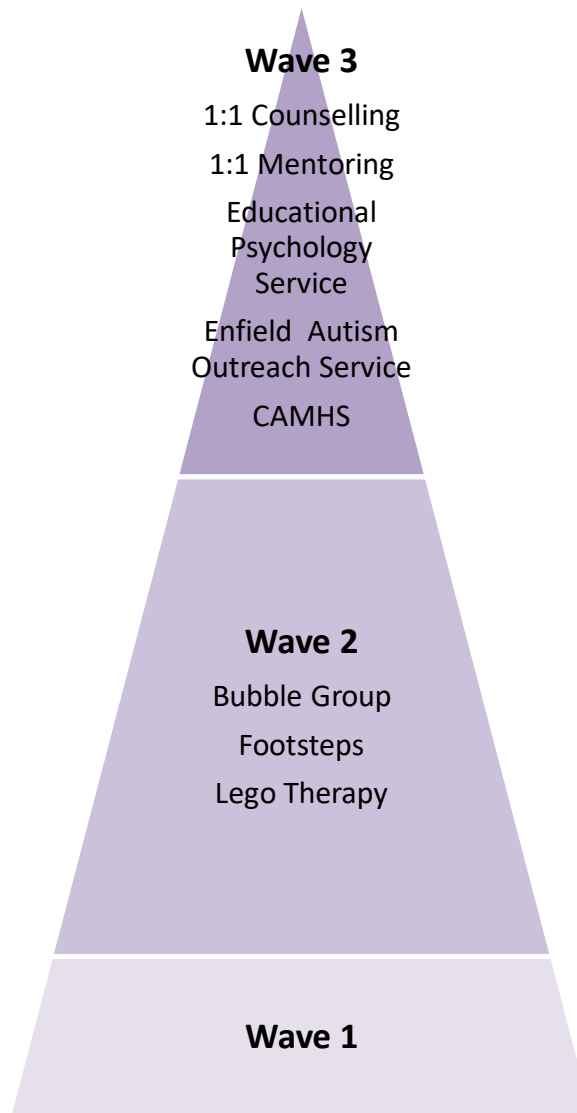 Wave 3
1:1 Counselling
1:1 Mentoring
Educational
Psychology
Service
Enfield  Autism
Outreach Service
CAMHS
Wave 2
Bubble Group
Footsteps
Lego Therapy
Wave 1